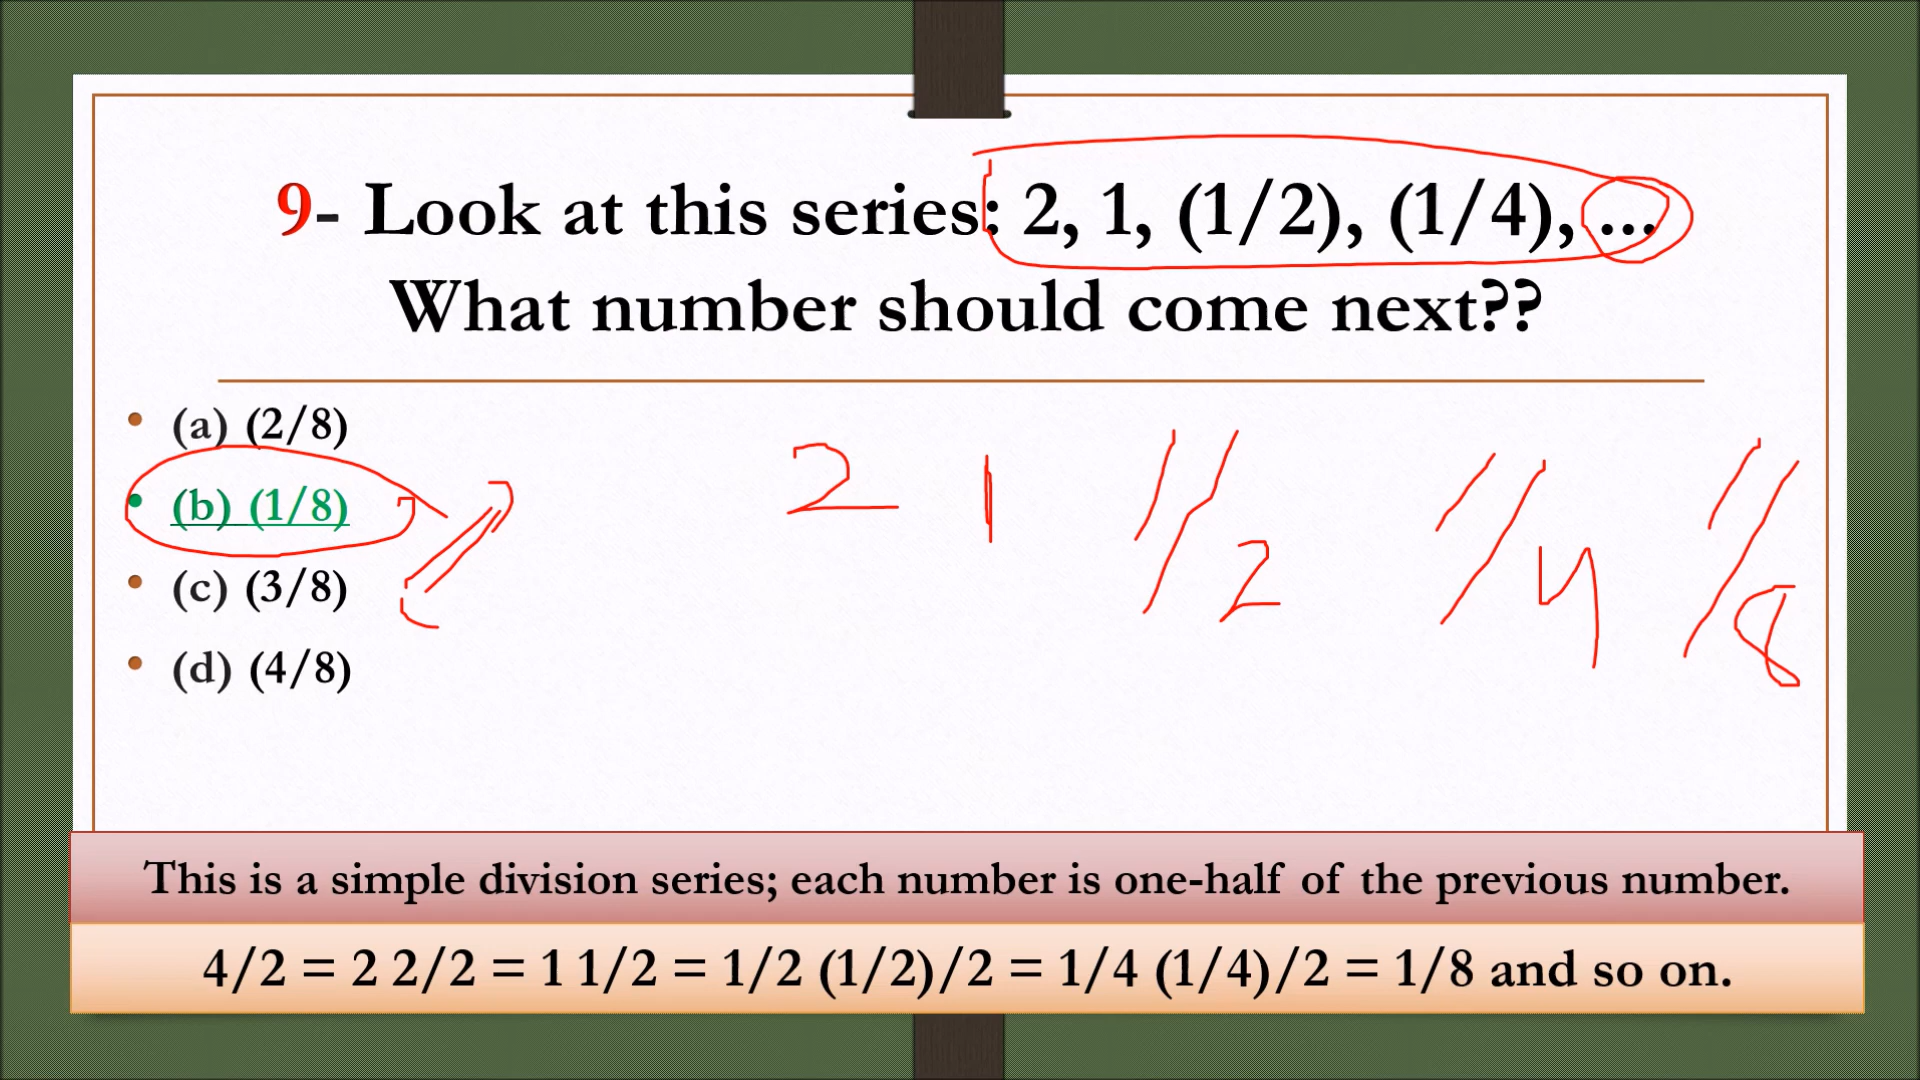 9- Look at this series: 2, 1, (1/2), (1/4), ...
What number should come next??
• (a) (2/8)
• (b) (1/8)
• (c) (3/8)
• (d) (4/8)
2 1 1/2 1/4 1/8
This is a simple division series; each number is one-half of the previous number.
4/2 = 2 2/2 = 1 1/2 = 1/2 (1/2)/2 = 1/4 (1/4)/2 = 1/8 and so on.